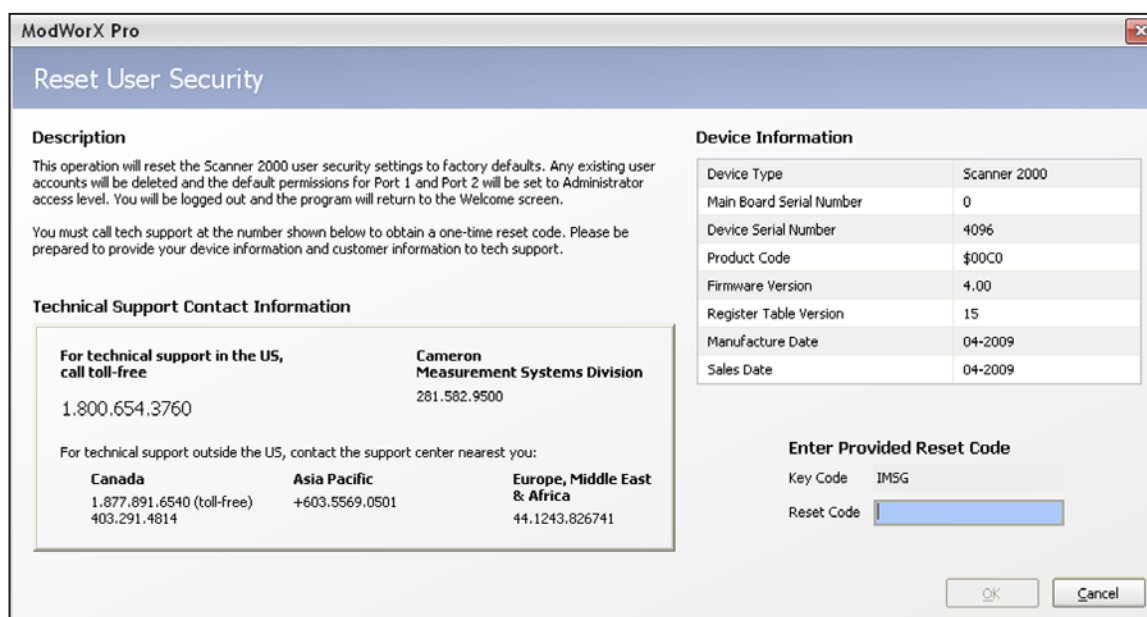 ModWorX Pro
Reset User Security
Description
This operation will reset the Scanner 2000 user security settings to factory defaults. Any existing user
accounts will be deleted and the default permissions for Port 1 and Port 2 will be set to Administrator
access level. You will be logged out and the program will return to the Welcome screen.
You must call tech support at the number shown below to obtain a one-time reset code. Please be
prepared to provide your device information and customer information to tech support.
Technical Support Contact Information
For technical support in the US,
call toll-free
1.800.654.3760
Cameron
Measurement Systems Division
281.582.9500
For technical support outside the US, contact the support center nearest you:
Canada
1.877.891.6540 (toll-free)
403.291.4814
Asia Pacific
+603.5569.0501
Europe, Middle East
& Africa
44.1243.826741
Device Information
Device Type Scanner 2000
Main Board Serial Number 0
Device Serial Number 4096
Product Code $00C0
Firmware Version 4.00
Register Table Version 15
Manufacture Date 04-2009
Sales Date 04-2009
Enter Provided Reset Code
Key Code IMSG
Reset Code
OK Cancel